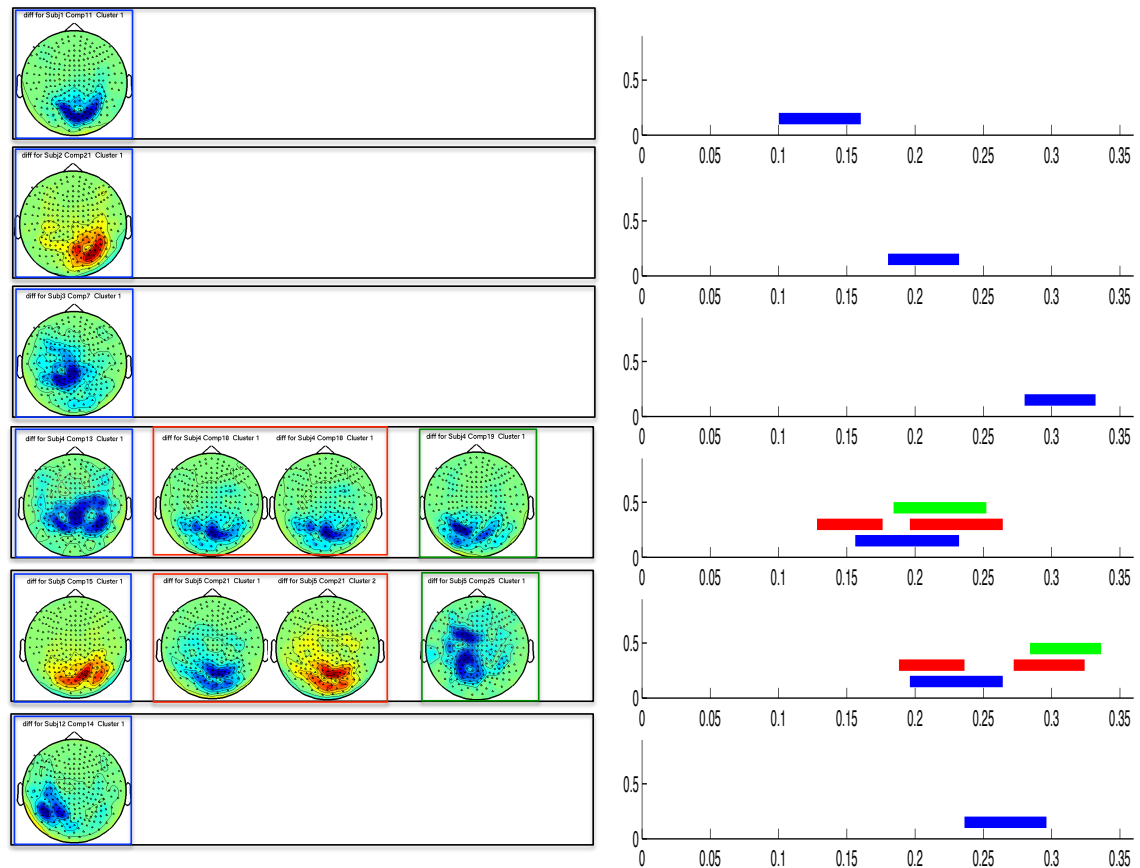 diff for Subj1 Comp11 Cluster 1
0.5
0
0 0.05 0.1 0.15 0.2 0.25 0.3 0.35
diff for Subj2 Comp21 Cluster 1
0.5
0
0 0.05 0.1 0.15 0.2 0.25 0.3 0.35
diff for Subj3 Comp7 Cluster 1
0.5
0
0 0.05 0.1 0.15 0.2 0.25 0.3 0.35
diff for Subj4 Comp13 Cluster 1 diff for Subj4 Comp18 Cluster 1 diff for Subj4 Comp18 Cluster 1 diff for Subj4 Comp19 Cluster 1
0.5
0
0 0.05 0.1 0.15 0.2 0.25 0.3 0.35
diff for Subj5 Comp15 Cluster 1 diff for Subj5 Comp21 Cluster 1 diff for Subj5 Comp21 Cluster 2 diff for Subj5 Comp25 Cluster 1
0.5
0
0 0.05 0.1 0.15 0.2 0.25 0.3 0.35
diff for Subj12 Comp14 Cluster 1
0.5
0
0 0.05 0.1 0.15 0.2 0.25 0.3 0.35